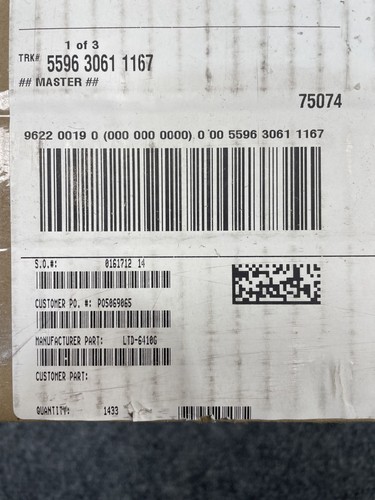 1 of 3
TRK# 5596 3061 1167
## MASTER ##
75074
9622 0019 0 (000 000 0000) 0 00 5596 3061 1167
S.O.#: 0161712 14
CUSTOMER PO. #: PO5069065
MANUFACTURER PART: LTD-6410G
CUSTOMER PART:
QUANTITY: 1433